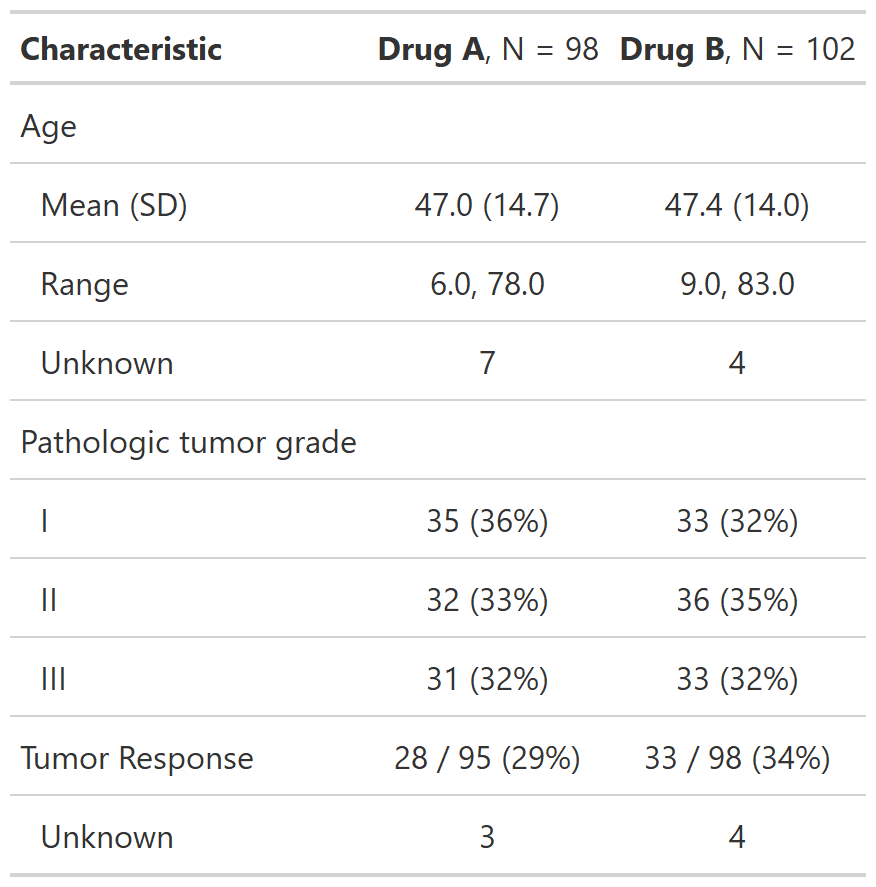 Characteristic Drug A, N = 98 Drug B, N = 102
Age
Mean (SD) 47.0 (14.7) 47.4 (14.0)
Range 6.0, 78.0 9.0, 83.0
Unknown 7 4
Pathologic tumor grade
I 35 (36%) 33 (32%)
II 32 (33%) 36 (35%)
III 31 (32%) 33 (32%)
Tumor Response 28 / 95 (29%) 33 / 98 (34%)
Unknown 3 4